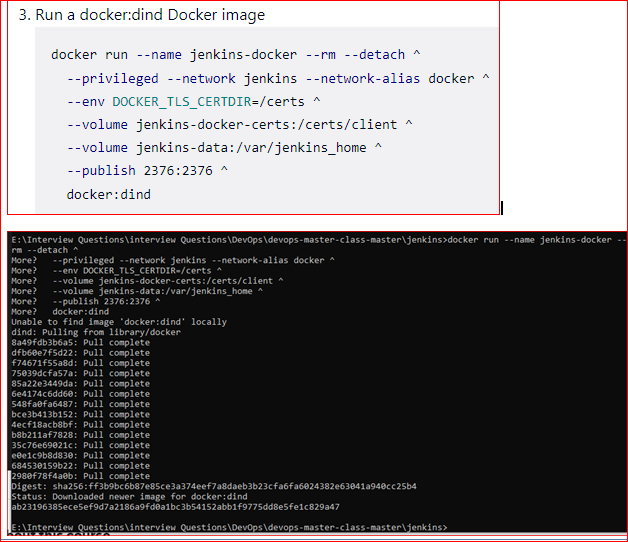 3. Run a docker:dind Docker image
docker run --name jenkins-docker --rm --detach ^
--privileged --network jenkins --network-alias docker ^
--env DOCKER_TLS_CERTDIR=/certs ^
--volume jenkins-docker-certs:/certs/client ^
--volume jenkins-data:/var/jenkins_home ^
--publish 2376:2376 ^
docker:dind
E:\Interview Questions\interview Questions\DevOps\devops-master-class-master\jenkins>docker run --name jenkins-docker --
rm --detach ^
More?   --privileged --network jenkins --network-alias docker ^
More?   --env DOCKER_TLS_CERTDIR=/certs ^
More?   --volume jenkins-docker-certs:/certs/client ^
More?   --volume jenkins-data:/var/jenkins_home ^
More?   --publish 2376:2376 ^
More?   docker:dind
Unable to find image 'docker:dind' locally
dind: Pulling from library/docker
8a49fdb3b6a5: Pull complete
dfb60e7f5d22: Pull complete
f74671f55a8d: Pull complete
75039dcfa57a: Pull complete
85a22e3449da: Pull complete
6e4174c6dd60: Pull complete
548fa0fa6487: Pull complete
bce3b413b152: Pull complete
4ecf18acb8bf: Pull complete
b8b211af7828: Pull complete
35c76e69021c: Pull complete
e0e1c9b8d830: Pull complete
684530159b22: Pull complete
2980f78f4a0b: Pull complete
Digest: sha256:ff3b9bc6b87e85ce3a374eef7a8daeb3b23cfa6fa6024382e63041a940cc25b4
Status: Downloaded newer image for docker:dind
ab23196385ece5ef9d7a2186a9fd0a1bc3b54152abb1f9775dd8e5fe1c829a47
E:\Interview Questions\interview Questions\DevOps\devops-master-class-master\jenkins>